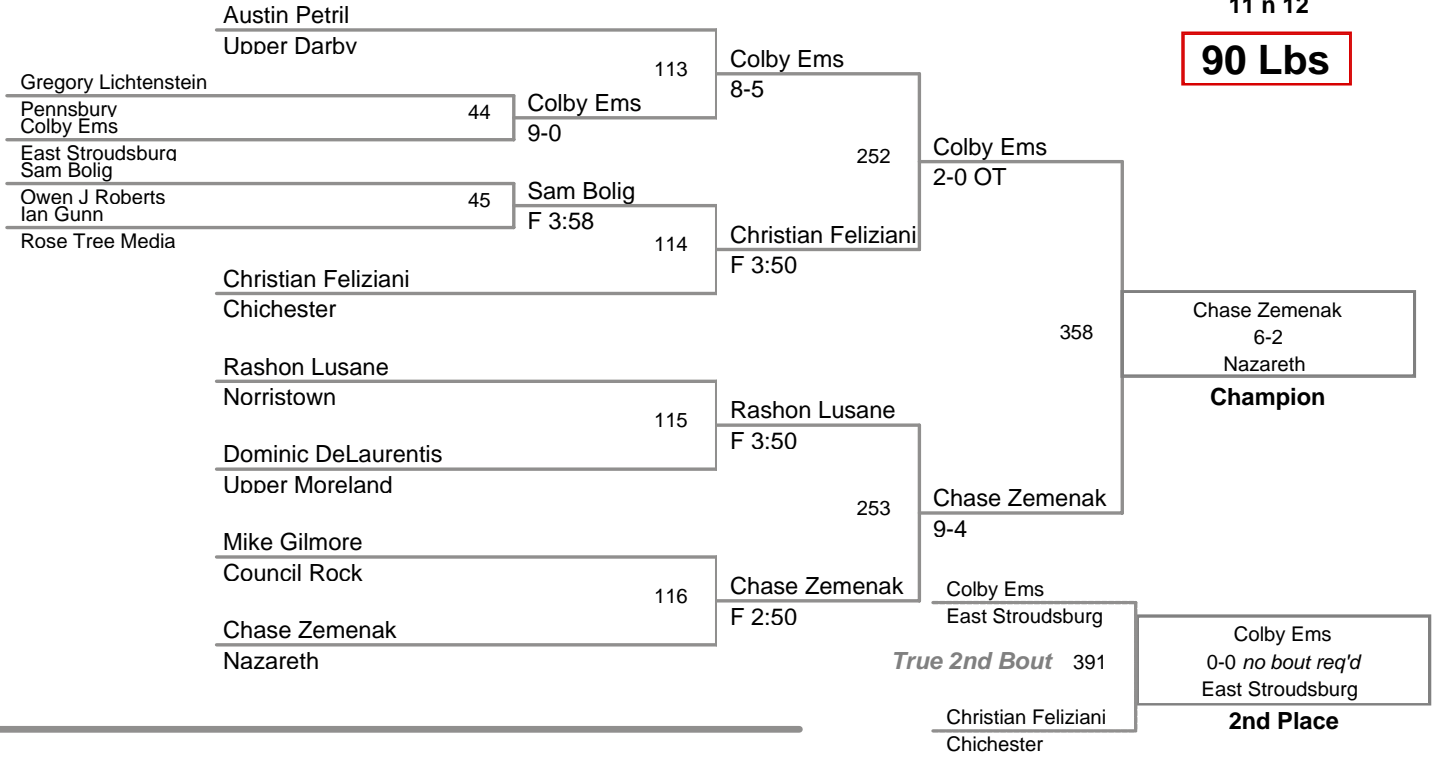 11 n 12
90 Lbs
Austin Petril
Upper Darby
Gregory Lichtenstein
Pennsbury
Colby Ems
East Stroudsburg
Sam Bolig
Owen J Roberts
Ian Gunn
Rose Tree Media
44
45
Colby Ems
9-0
Sam Bolig
F 3:58
Christian Feliziani
Chichester
Rashon Lusane
Norristown
Dominic DeLaurentis
Upper Moreland
Mike Gilmore
Council Rock
Chase Zemenak
Nazareth
113
114
115
116
Colby Ems
8-5
Christian Feliziani
F 3:50
Rashon Lusane
F 3:50
Chase Zemenak
F 2:50
252
253
Colby Ems
2-0 OT
Chase Zemenak
9-4
358
Chase Zemenak
6-2
Nazareth
Champion
Colby Ems
East Stroudsburg
True 2nd Bout 391
Christian Feliziani
Chichester
Colby Ems
0-0 no bout req'd
East Stroudsburg
2nd Place